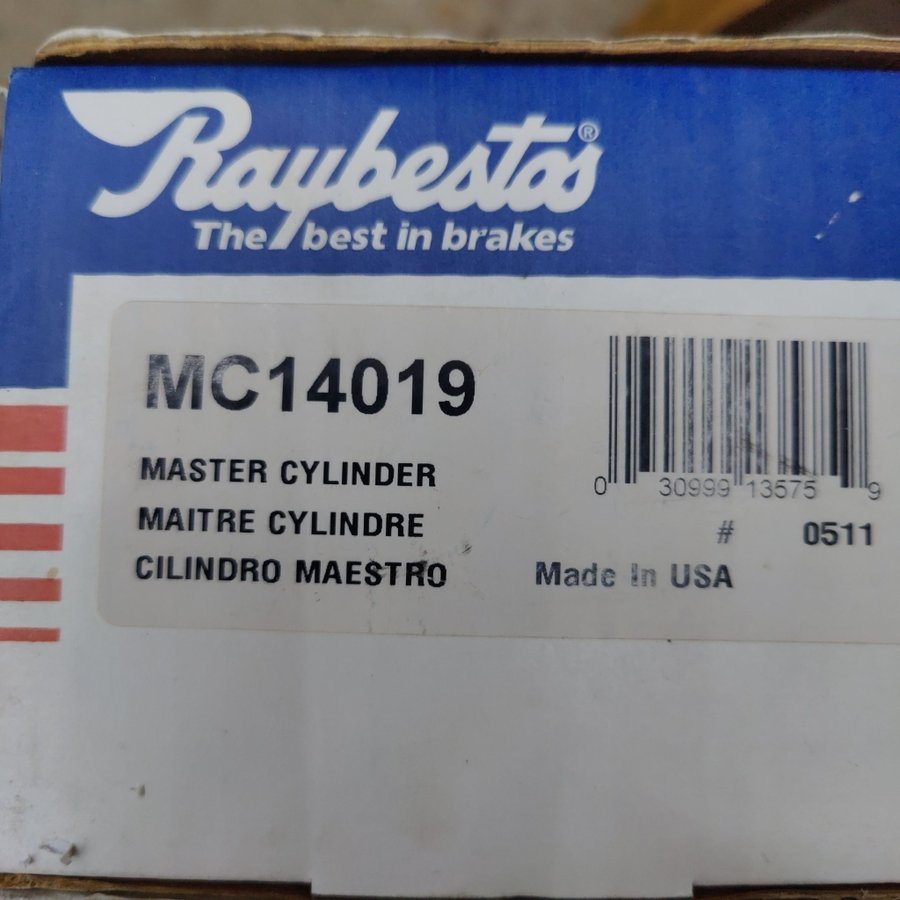 Raybestos®
The best in brakes
MC14019
MASTER CYLINDER
MAITRE CYLINDRE
CILINDRO MAESTRO
0 30999 13575 9
# 0511
Made In USA